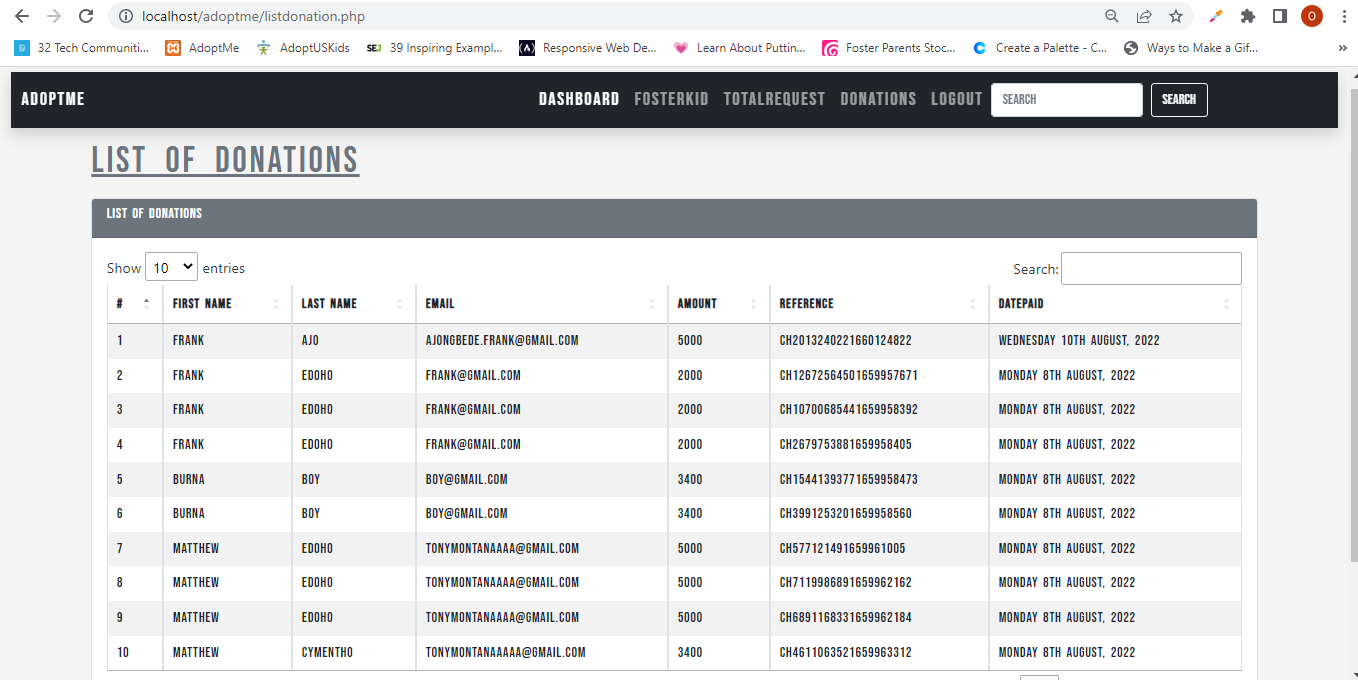 localhost/adoptme/listdonation.php
O
32 Tech Communiti... AdoptMe AdoptUSKids SEJ 39 Inspiring Exampl... Responsive Web De... Learn About Puttin... Foster Parents Stoc... Create a Palette - C... Ways to Make a Gif... »
ADOPTME DASHBOARD FOSTERKID TOTALREQUEST DONATIONS LOGOUT SEARCH SEARCH
LIST OF DONATIONS
LIST OF DONATIONS
Show 10 entries Search:
# FIRST NAME LAST NAME EMAIL AMOUNT REFERENCE DATEPAID
1 FRANK AJO AJONGBEDE.FRANK@GMAIL.COM 5000 CH2013240221660124822 WEDNESDAY 10TH AUGUST, 2022
2 FRANK EDOHO FRANK@GMAIL.COM 2000 CH12672564501659957671 MONDAY 8TH AUGUST, 2022
3 FRANK EDOHO FRANK@GMAIL.COM 2000 CH10700685441659958392 MONDAY 8TH AUGUST, 2022
4 FRANK EDOHO FRANK@GMAIL.COM 2000 CH2679753881659958405 MONDAY 8TH AUGUST, 2022
5 BURNA BOY BOY@GMAIL.COM 3400 CH15441393771659958473 MONDAY 8TH AUGUST, 2022
6 BURNA BOY BOY@GMAIL.COM 3400 CH3991253201659958560 MONDAY 8TH AUGUST, 2022
7 MATTHEW EDOHO TONYMONTANAAAA@GMAIL.COM 5000 CH577121491659961005 MONDAY 8TH AUGUST, 2022
8 MATTHEW EDOHO TONYMONTANAAAA@GMAIL.COM 5000 CH7119986891659962162 MONDAY 8TH AUGUST, 2022
9 MATTHEW EDOHO TONYMONTANAAAA@GMAIL.COM 5000 CH6891168331659962184 MONDAY 8TH AUGUST, 2022
10 MATTHEW CYMENTHO TONYMONTANAAAAA@GMAIL.COM 3400 CH4611063521659963312 MONDAY 8TH AUGUST, 2022